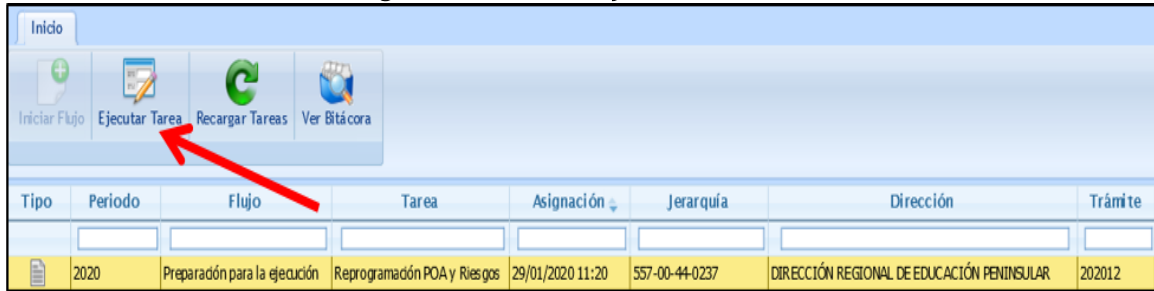 Inicio
Iniciar Flujo Ejecutar Tarea Recargar Tareas Ver Bitácora
Tipo Periodo Flujo Tarea Asignación Jerarquía Dirección Trámite
2020 Preparación para la ejecución Reprogramación POA y Riesgos 29/01/2020 11:20 557-00-44-0237 DIRECCIÓN REGIONAL DE EDUCACIÓN PENINSULAR 202012